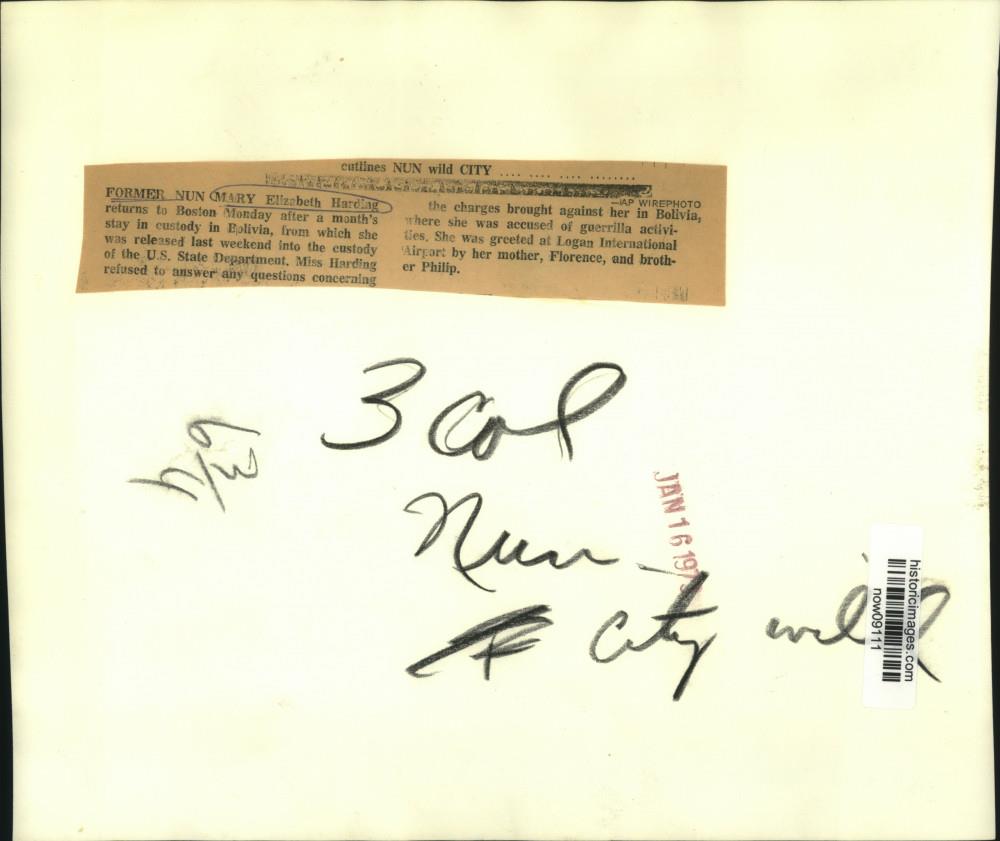 cutlines NUN wild CITY .... .... .... ........
—AP WIREPHOTO
FORMER NUN MARY Elizabeth Harding
returns to Boston Monday after a month's
stay in custody in Bolivia, from which she
was released last weekend into the custody
of the U.S. State Department. Miss Harding
refused to answer any questions concerning
the charges brought against her in Bolivia,
where she was accused of guerrilla activi-
ties. She was greeted at Logan International
Airport by her mother, Florence, and broth-
er Philip.
3 col
Nun
City wild
JAN 16 197
historicimages.com
now09111